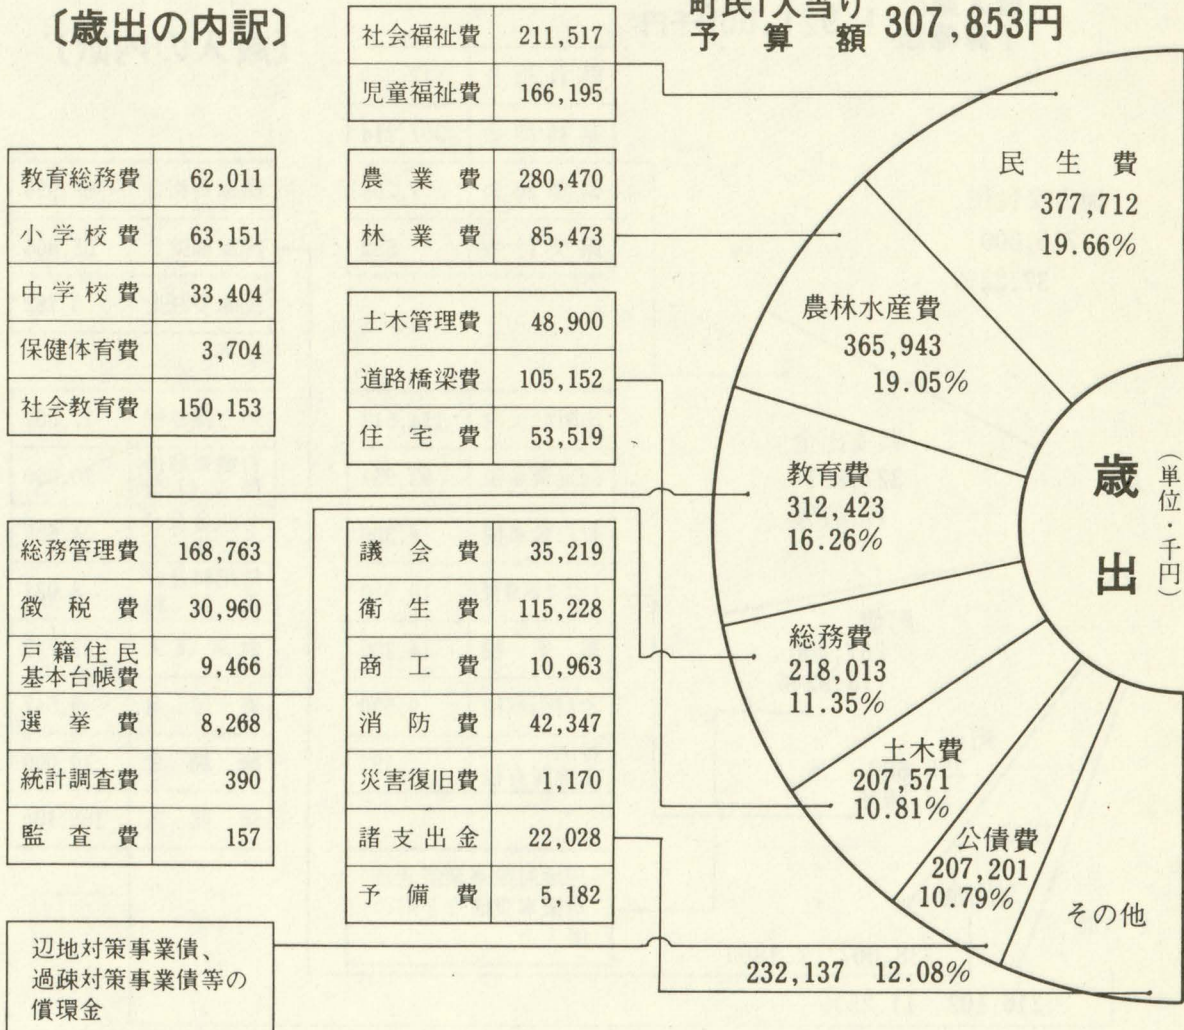 〔歳出の内訳〕
町民1人当り
予算額 307,853円
社会福祉費 211,517
児童福祉費 166,195
教育総務費 62,011
小学校費 63,151
中学校費 33,404
保健体育費 3,704
社会教育費 150,153
農業費 280,470
林業費 85,473
土木管理費 48,900
道路橋梁費 105,152
住宅費 53,519
総務管理費 168,763
徴税費 30,960
戸籍住民
基本台帳費 9,466
選挙費 8,268
統計調査費 390
監査費 157
議会費 35,219
衛生費 115,228
商工費 10,963
消防費 42,347
災害復旧費 1,170
諸支出金 22,028
予備費 5,182
辺地対策事業債、
過疎対策事業債等の
償環金
民生費
377,712
19.66%
農林水産費
365,943
19.05%
教育費
312,423
16.26%
総務費
218,013
11.35%
土木費
207,571
10.81%
公債費
207,201
10.79%
その他
232,137 12.08%
歳出
（単位・千円）